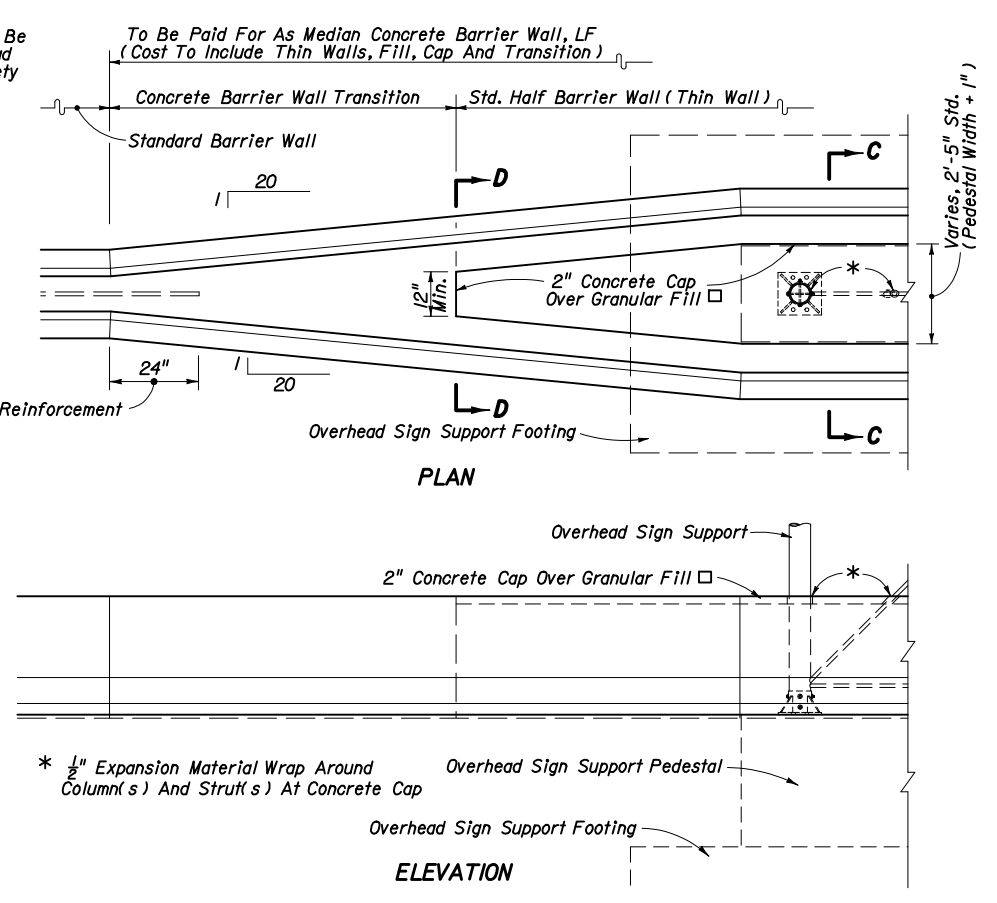 Be
To Be Paid For As Median Concrete Barrier Wall, LF
(Cost To Include Thin Walls, Fill, Cap And Transition)
Concrete Barrier Wall Transition
Std. Half Barrier Wall (Thin Wall)
Standard Barrier Wall
Varies, 2'-5" Std.
(Pedestal Width + 1")
C
D
20
1
*
2" Concrete Cap
Over Granular Fill □
12"
Min.
24"
1
20
Reinforcement
D
C
Overhead Sign Support Footing
PLAN
Overhead Sign Support
2" Concrete Cap Over Granular Fill □
*
* 1/2" Expansion Material Wrap Around
Column(s) And Strut(s) At Concrete Cap
Overhead Sign Support Pedestal
Overhead Sign Support Footing
ELEVATION